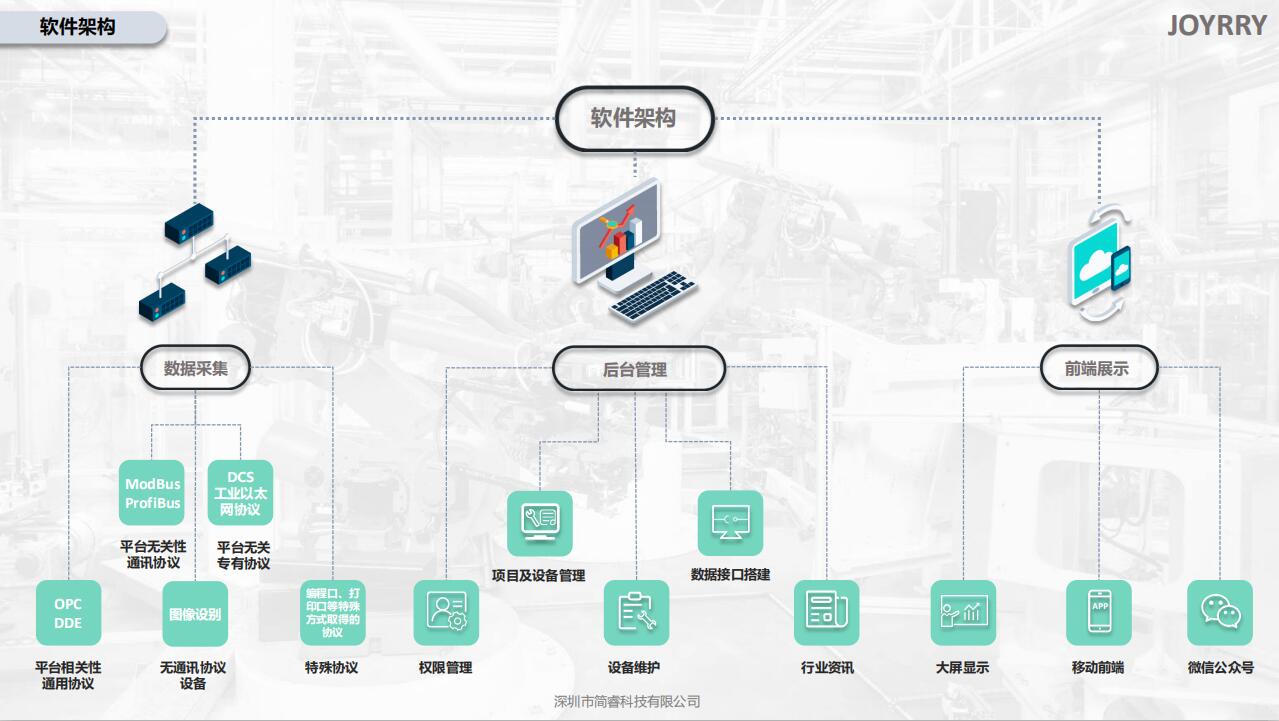 软件架构
JOYRRY
软件架构
数据采集
后台管理
前端展示
ModBus
ProfiBus
DCS
工业以太
网协议
平台无关性
通讯协议
平台无关
专有协议
项目及设备管理
数据接口搭建
OPC
DDE
图像设别
编程口、打
印口等特殊
方式取得的
协议
APP
平台相关性
通用协议
无通讯协议
设备
特殊协议
权限管理
设备维护
行业资讯
大屏显示
移动前端
微信公众号
深圳市简睿科技有限公司